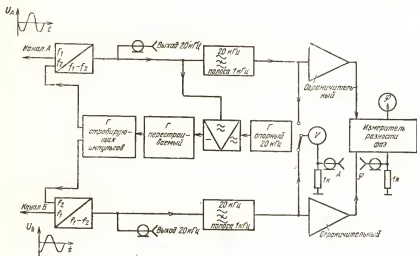 U_A
t
Канал А
f₁
f₂
f₁-f₂
Выход 20 кГц
20 кГц
полоса 1 кГц
Ограничитель-
ный
φ
Измеритель
разности
фаз
Г
стробирую-
щих
импульсов
Г
перестраи-
ваемый
Г
опорный
20 кГц
V
А
φ
1к
1к
Канал Б
f₂
f₁
f₁-f₂
Выход 20 кГц
20 кГц
полоса 1 кГц
Ограничительный
U_Б
t